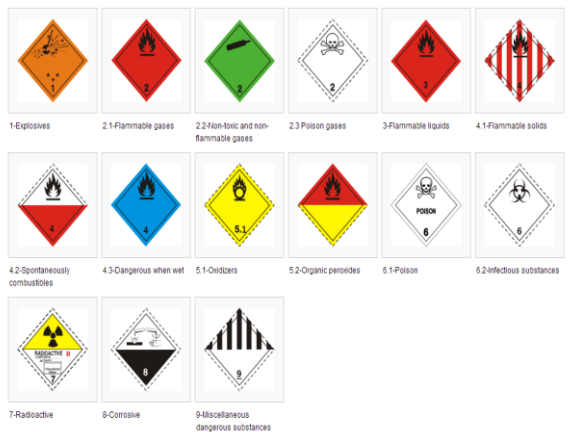 1
2
2
2
3
4
1-Explosives
2.1-Flammable gases
2.2-Non-toxic and non-
flammable gases
2.3 Poison gases
3-Flammable liquids
4.1-Flammable solids
4
4
5.1
POISON
6
6
4.2-Spontaneously
combustibles
4.3-Dangerous when wet
5.1-Oxidizers
5.2-Organic peroxides
6.1-Poison
6.2-Infectious substances
RADIOACTIVE II
7
8
9
7-Radioactive
8-Corrosive
9-Miscellaneous
dangerous substances